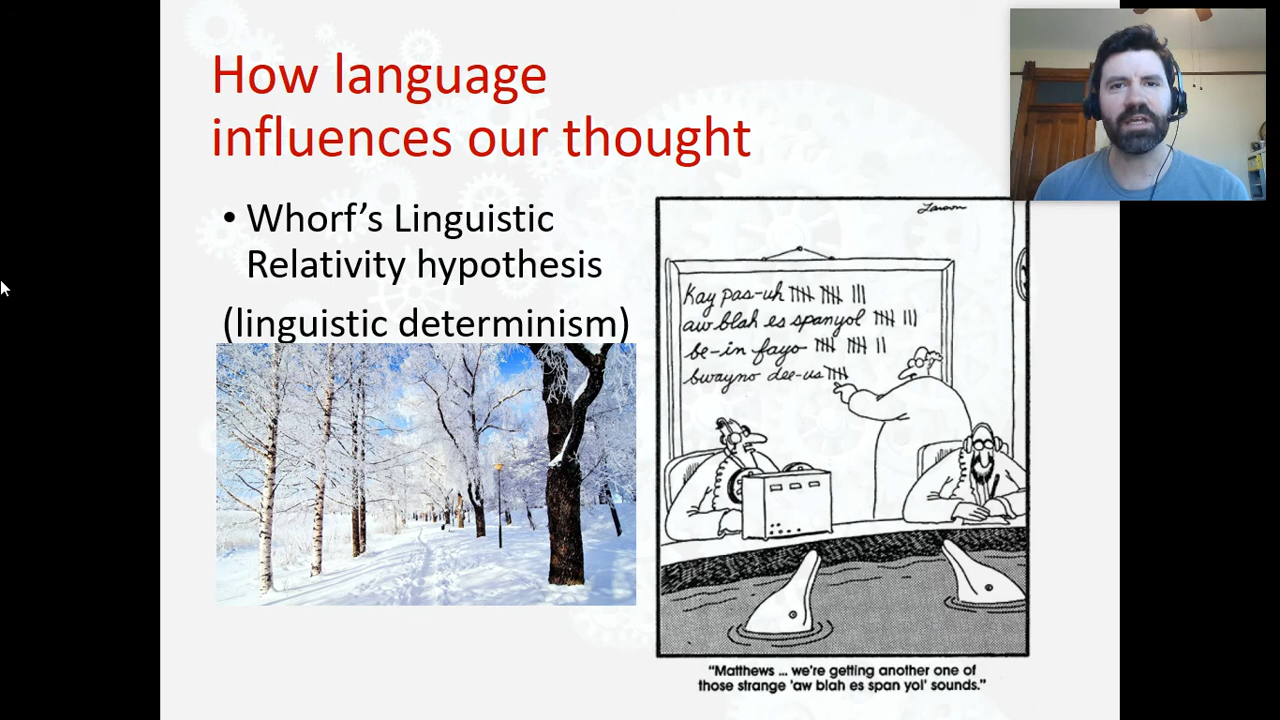 How language
influences our thought
• Whorf’s Linguistic
Relativity hypothesis
(linguistic determinism)
Larson
Kay pas-uh
aw blah es spanyol
be-in fayo
bwayno dee-us
“Matthews ... we’re getting another one of
those strange ‘aw blah es span yol’ sounds.”